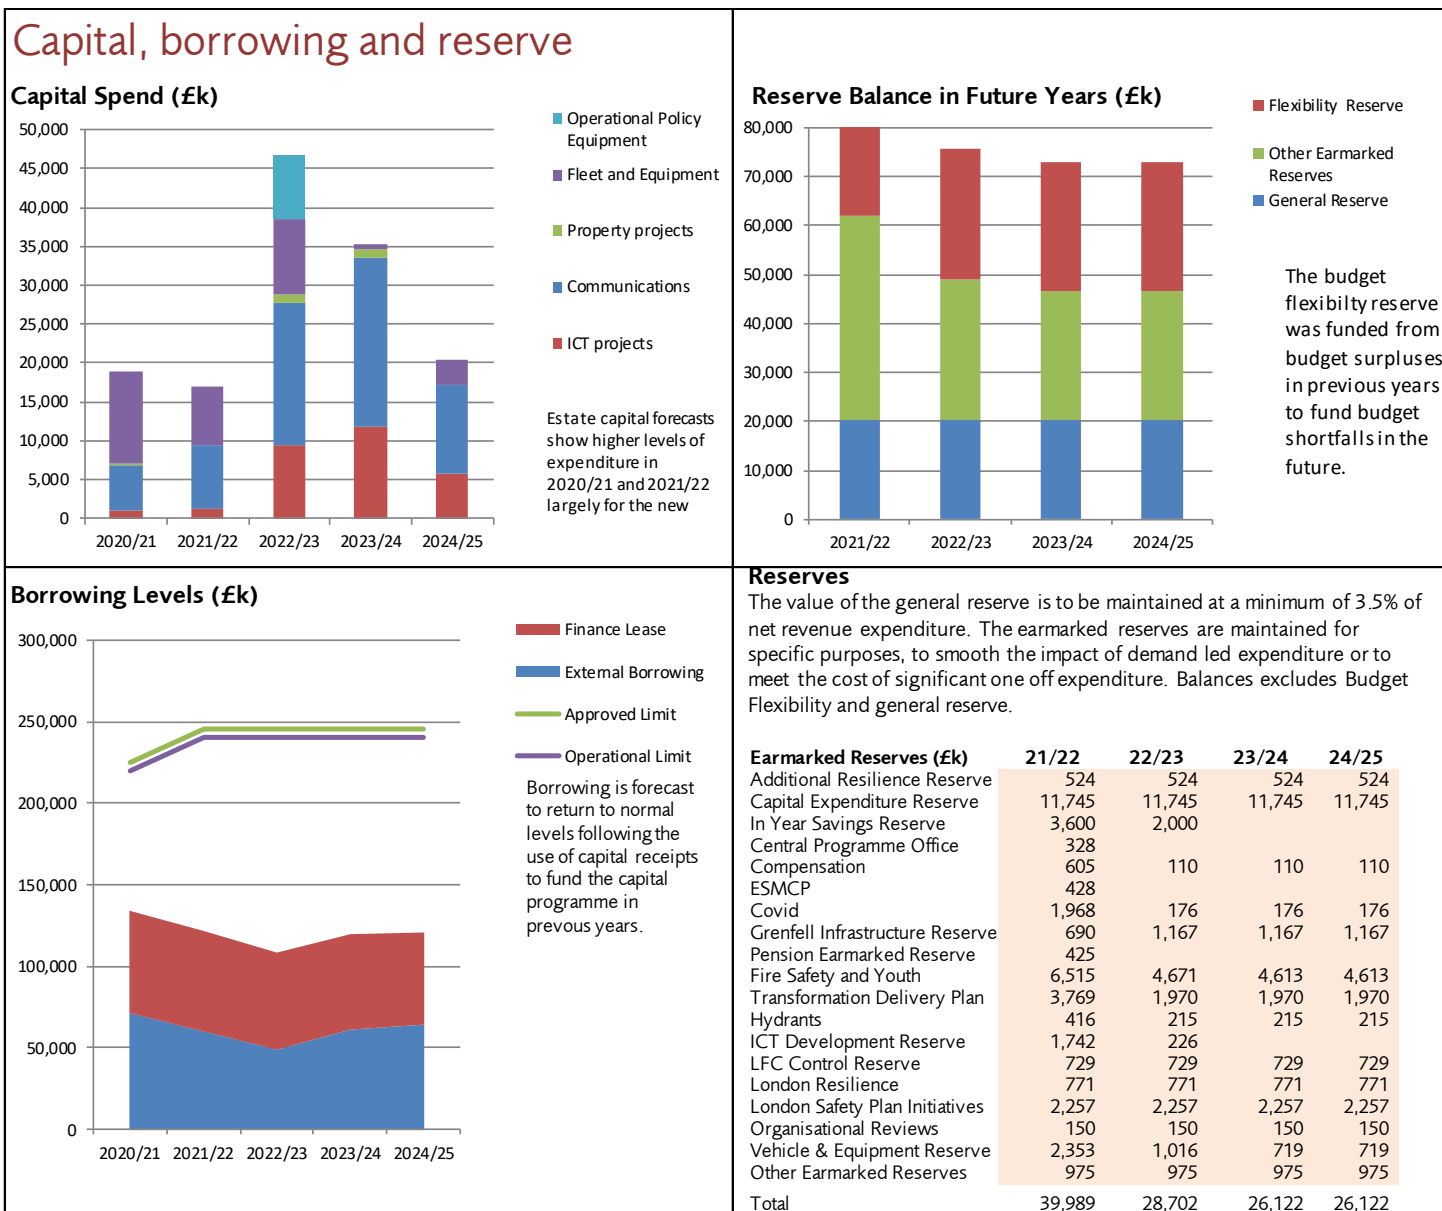 Capital, borrowing and reserve
Capital Spend (£k)
50,000
45,000
40,000
35,000
30,000
25,000
20,000
15,000
10,000
5,000
0
2020/21 2021/22 2022/23 2023/24 2024/25
Operational Policy
Equipment
Fleet and Equipment
Property projects
Communications
ICT projects
Estate capital forecasts
show higher levels of
expenditure in
2020/21 and 2021/22
largely for the new
Reserve Balance in Future Years (£k)
80,000
70,000
60,000
50,000
40,000
30,000
20,000
10,000
0
2021/22 2022/23 2023/24 2024/25
Flexibility Reserve
Other Earmarked
Reserves
General Reserve
The budget
flexibilty reserve
was funded from
budget surpluses
in previous years
to fund budget
shortfalls in the
future.
Borrowing Levels (£k)
300,000
250,000
200,000
150,000
100,000
50,000
0
2020/21 2021/22 2022/23 2023/24 2024/25
Finance Lease
External Borrowing
Approved Limit
Operational Limit
Borrowing is forecast
to return to normal
levels following the
use of capital receipts
to fund the capital
programme in
prevous years.
Reserves
The value of the general reserve is to be maintained at a minimum of 3.5% of
net revenue expenditure. The earmarked reserves are maintained for
specific purposes, to smooth the impact of demand led expenditure or to
meet the cost of significant one off expenditure. Balances excludes Budget
Flexibility and general reserve.
Earmarked Reserves (£k) 21/22 22/23 23/24 24/25
Additional Resilience Reserve 524 524 524 524
Capital Expenditure Reserve 11,745 11,745 11,745 11,745
In Year Savings Reserve 3,600 2,000
Central Programme Office 328
Compensation 605 110 110 110
ESMCP 428
Covid 1,968 176 176 176
Grenfell Infrastructure Reserve 690 1,167 1,167 1,167
Pension Earmarked Reserve 425
Fire Safety and Youth 6,515 4,671 4,613 4,613
Transformation Delivery Plan 3,769 1,970 1,970 1,970
Hydrants 416 215 215 215
ICT Development Reserve 1,742 226
LFC Control Reserve 729 729 729 729
London Resilience 771 771 771 771
London Safety Plan Initiatives 2,257 2,257 2,257 2,257
Organisational Reviews 150 150 150 150
Vehicle & Equipment Reserve 2,353 1,016 719 719
Other Earmarked Reserves 975 975 975 975
Total 39,989 28,702 26,122 26,122